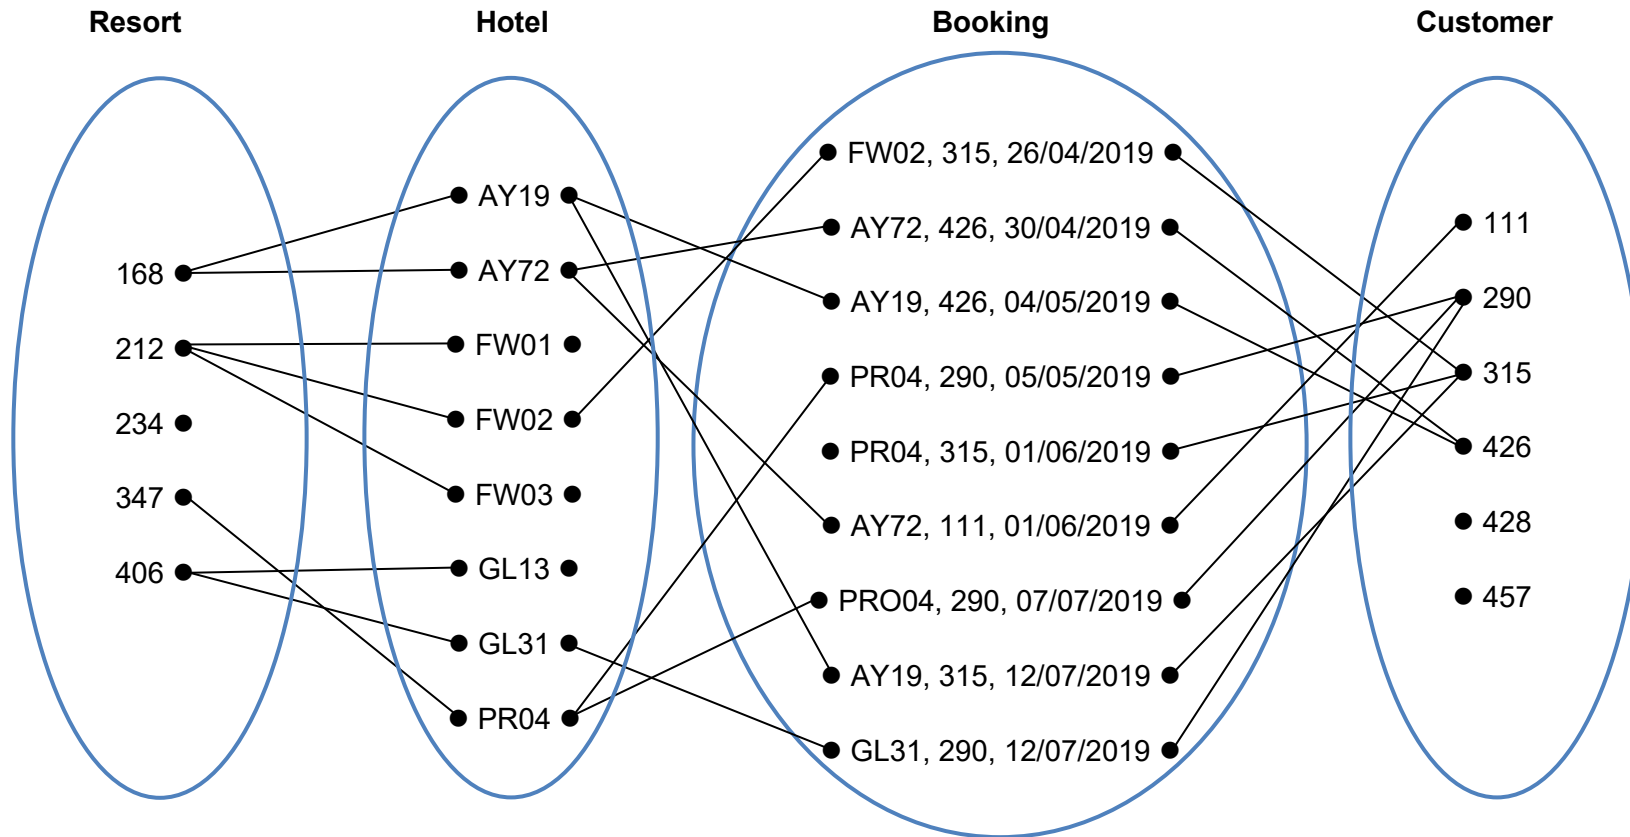 Resort
Hotel
Booking
Customer
168
212
234
347
406
AY19
AY72
FW01
FW02
FW03
GL13
GL31
PR04
FW02, 315, 26/04/2019
AY72, 426, 30/04/2019
AY19, 426, 04/05/2019
PR04, 290, 05/05/2019
PR04, 315, 01/06/2019
AY72, 111, 01/06/2019
PRO04, 290, 07/07/2019
AY19, 315, 12/07/2019
GL31, 290, 12/07/2019
111
290
315
426
428
457